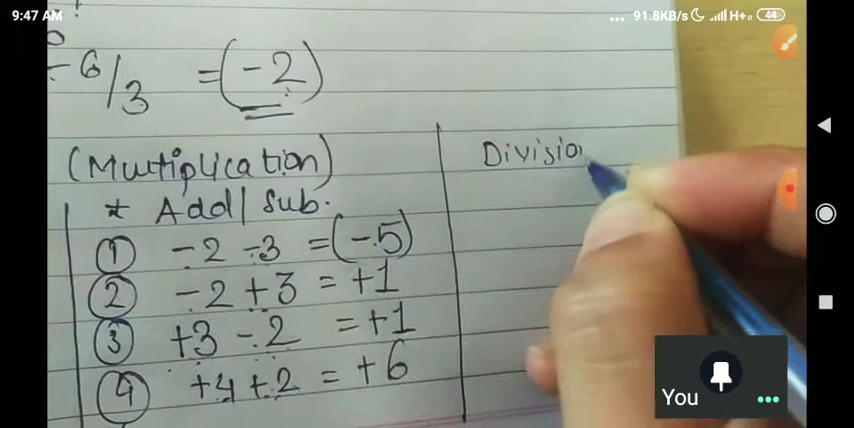 9:47 AM ... 91.8KB/s H+ 44
- 6/3 = (-2)
(Multiplication) Division
* Add/Sub.
① -2 -3 = (-5)
② -2 + 3 = +1
③ +3 - 2 = +1
④ +4 + 2 = +6
You